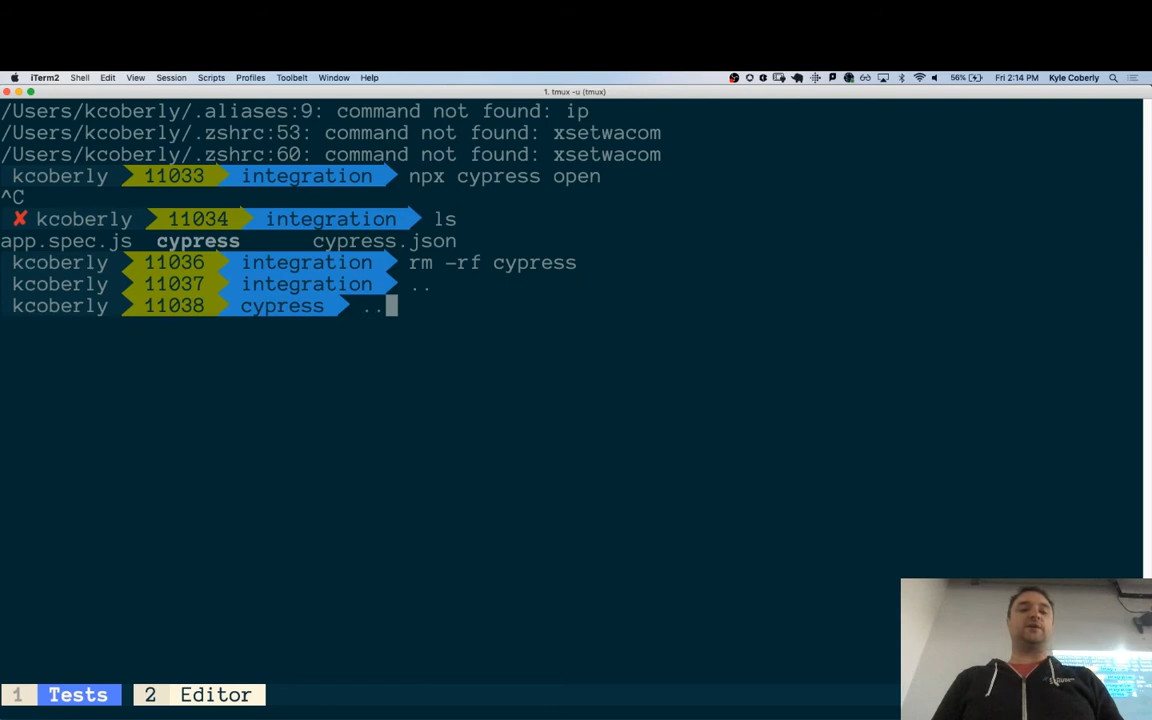 iTerm2 Shell Edit View Session Scripts Profiles Toolbelt Window Help 56% Fri 2:14 PM Kyle Coberly
1. tmux -u (tmux)
/Users/kcoberly/.aliases:9: command not found: ip
/Users/kcoberly/.zshrc:53: command not found: xsetwacom
/Users/kcoberly/.zshrc:60: command not found: xsetwacom
kcoberly 11033 integration npx cypress open
^C
✘ kcoberly 11034 integration ls
app.spec.js cypress cypress.json
kcoberly 11036 integration rm -rf cypress
kcoberly 11037 integration ..
kcoberly 11038 cypress ..
1 Tests 2 Editor